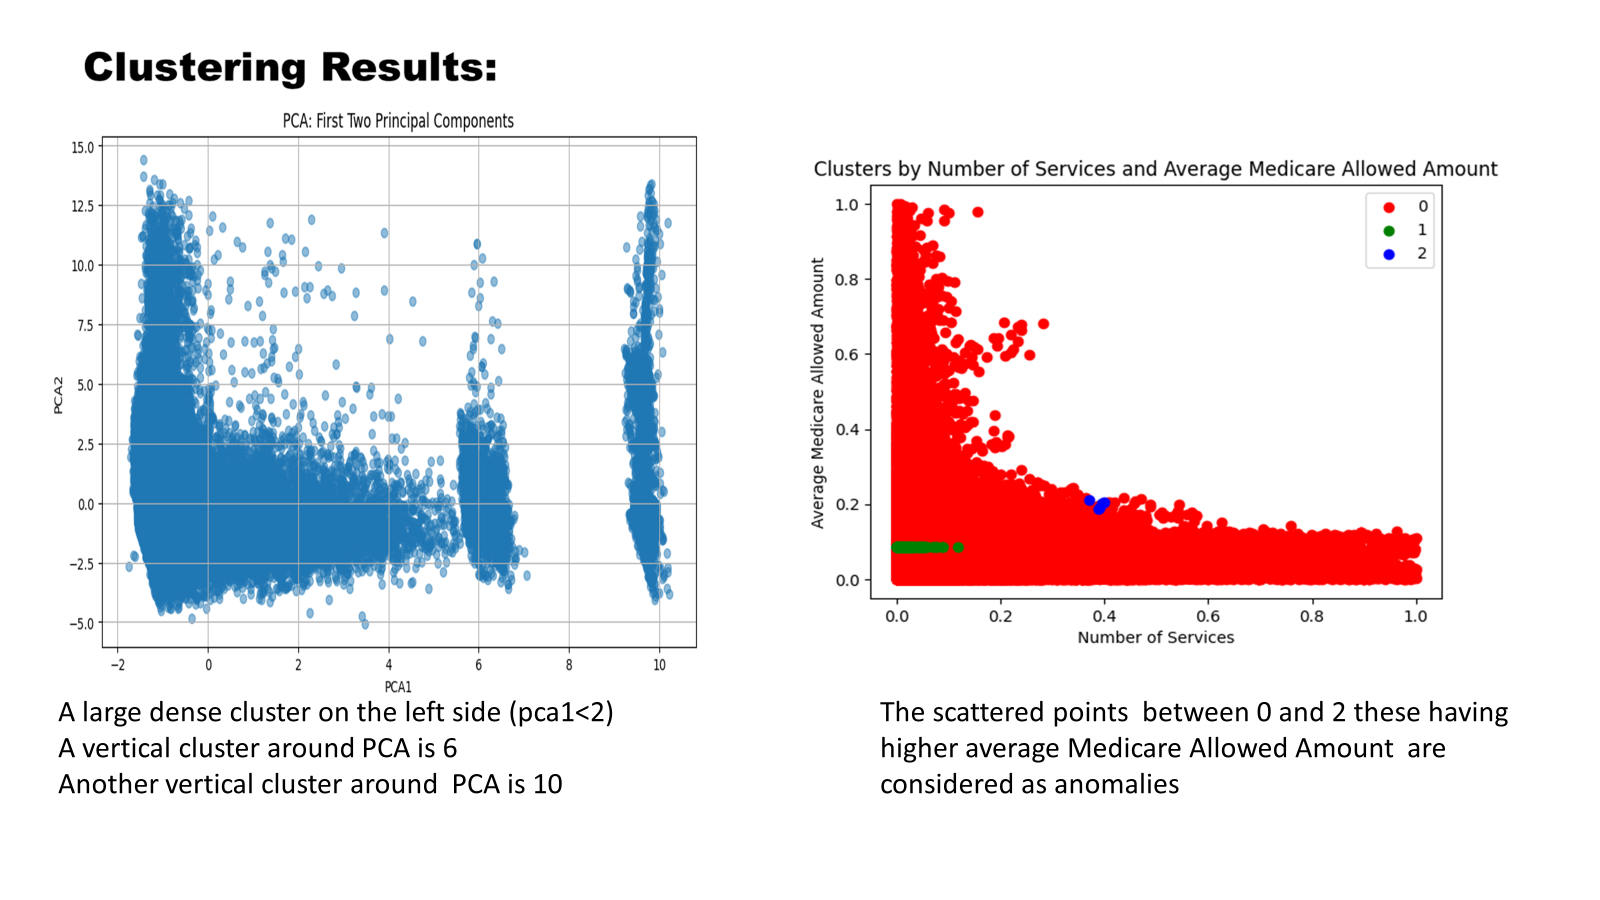 Clustering Results:
PCA: First Two Principal Components
15.0
12.5
10.0
7.5
5.0
2.5
0.0
−2.5
−5.0
PCA2
−2 0 2 4 6 8 10
PCA1
A large dense cluster on the left side (pca1<2)
A vertical cluster around PCA is 6
Another vertical cluster around  PCA is 10
Clusters by Number of Services and Average Medicare Allowed Amount
1.0
0.8
0.6
0.4
0.2
0.0
Average Medicare Allowed Amount
0
1
2
0.0 0.2 0.4 0.6 0.8 1.0
Number of Services
The scattered points  between 0 and 2 these having
higher average Medicare Allowed Amount  are
considered as anomalies